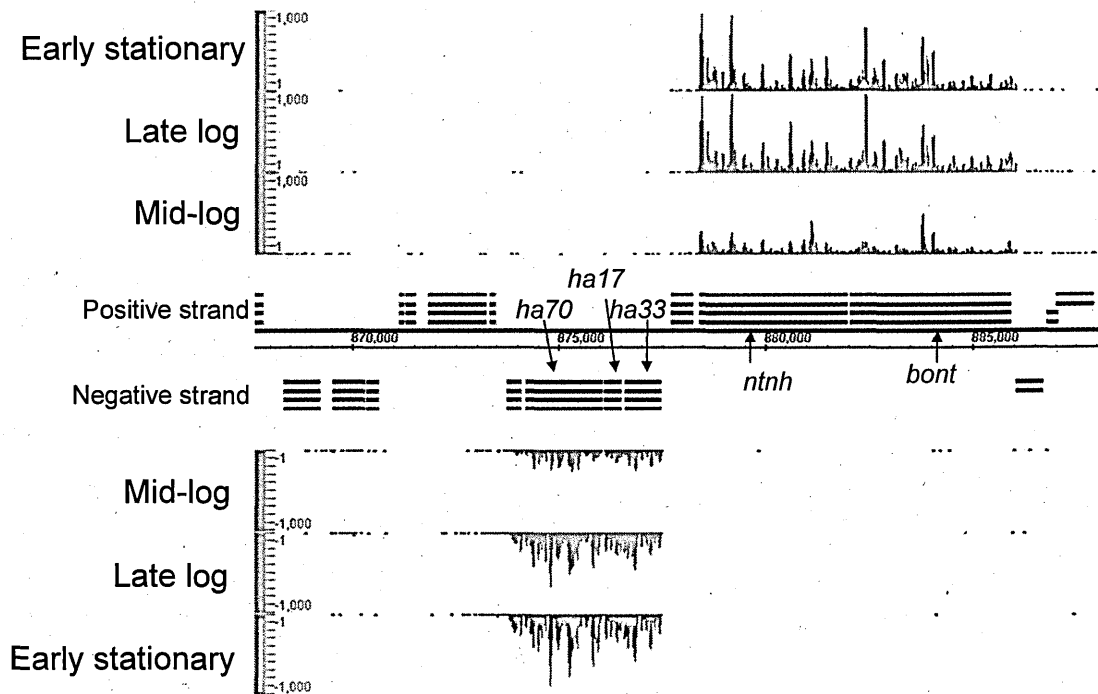 1,000
Early stationary
-1
1,000
Late log
1
1,000
Mid-log
1
ha17
Positive strand
ha70
ha33
870,000
875,000
880,000
885,000
ntnh
bont
Negative strand
-1
Mid-log
-1,000
-1
Late log
-1,000
-1
Early stationary
-1,000